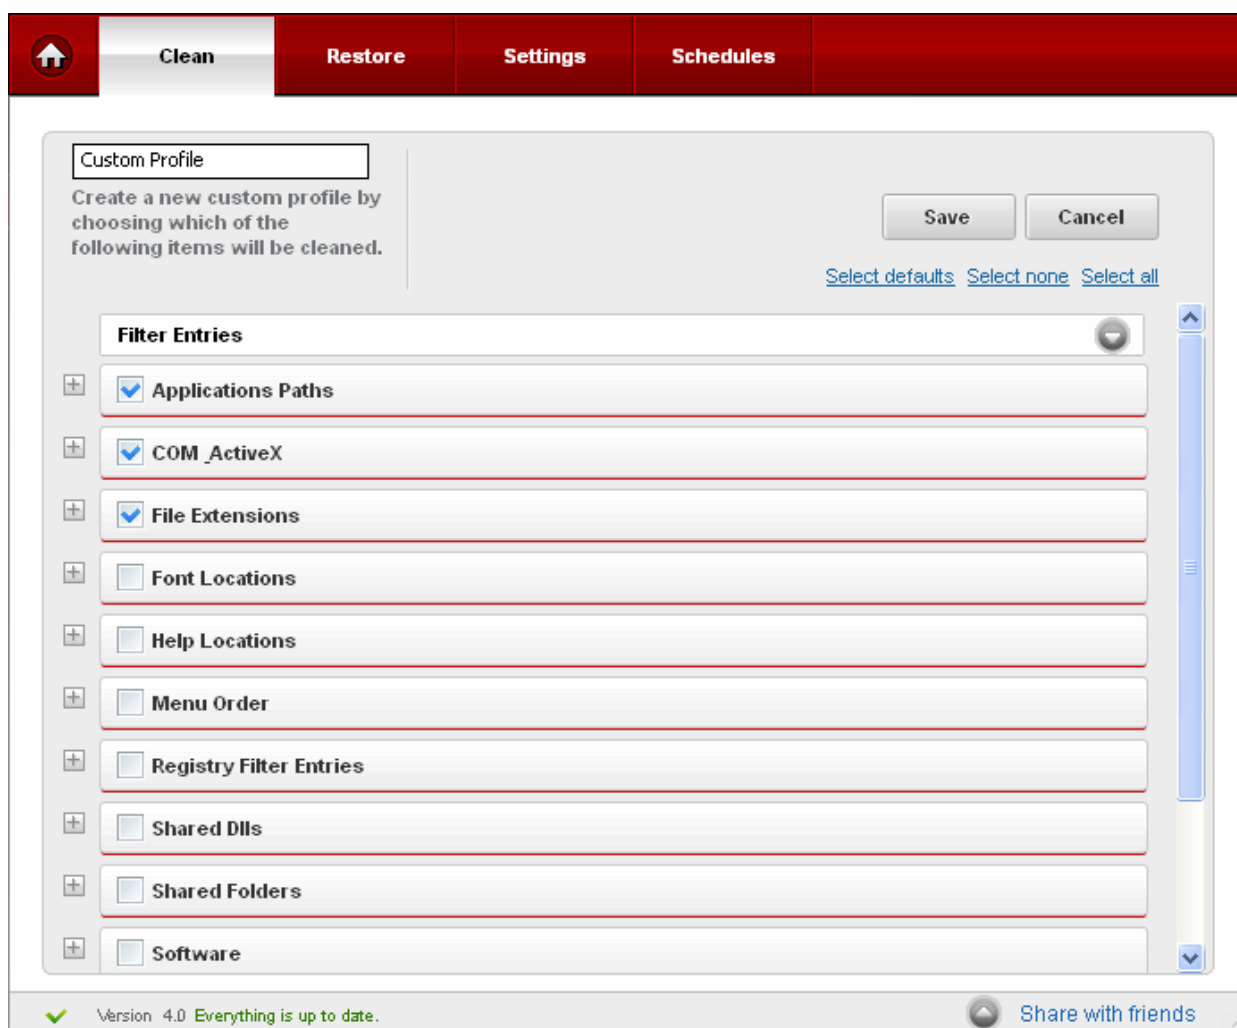 Clean Restore Settings Schedules
Custom Profile
Create a new custom profile by
choosing which of the
following items will be cleaned.
Save Cancel
Select defaults Select none Select all
Filter Entries
Applications Paths
COM _ActiveX
File Extensions
Font Locations
Help Locations
Menu Order
Registry Filter Entries
Shared Dlls
Shared Folders
Software
Version 4.0 Everything is up to date. Share with friends